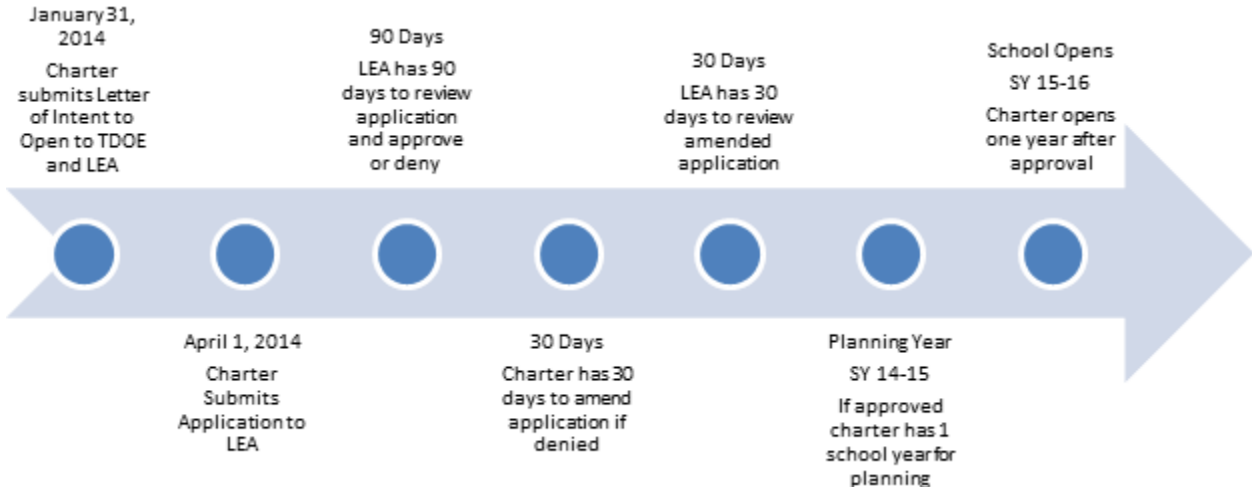 January 31,
2014
Charter
submits Letter
of Intent to
Open to TDOE
and LEA
April 1, 2014
Charter
Submits
Application to
LEA
90 Days
LEA has 90
days to review
application
and approve
or deny
30 Days
Charter has 30
days to amend
application if
denied
30 Days
LEA has 30
days to review
amended
application
Planning Year
SY 14-15
If approved
charter has 1
school year for
planning
School Opens
SY 15-16
Charter opens
one year after
approval